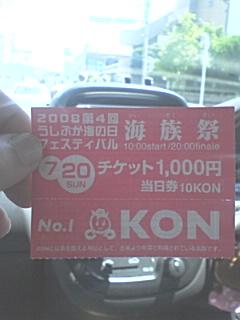 2008第4回
うしぶか海の日
フェスティバル
海族祭
10:00start/20:00finale
7/20
SUN
チケット1,000円
当日券10KON
No.1
KON